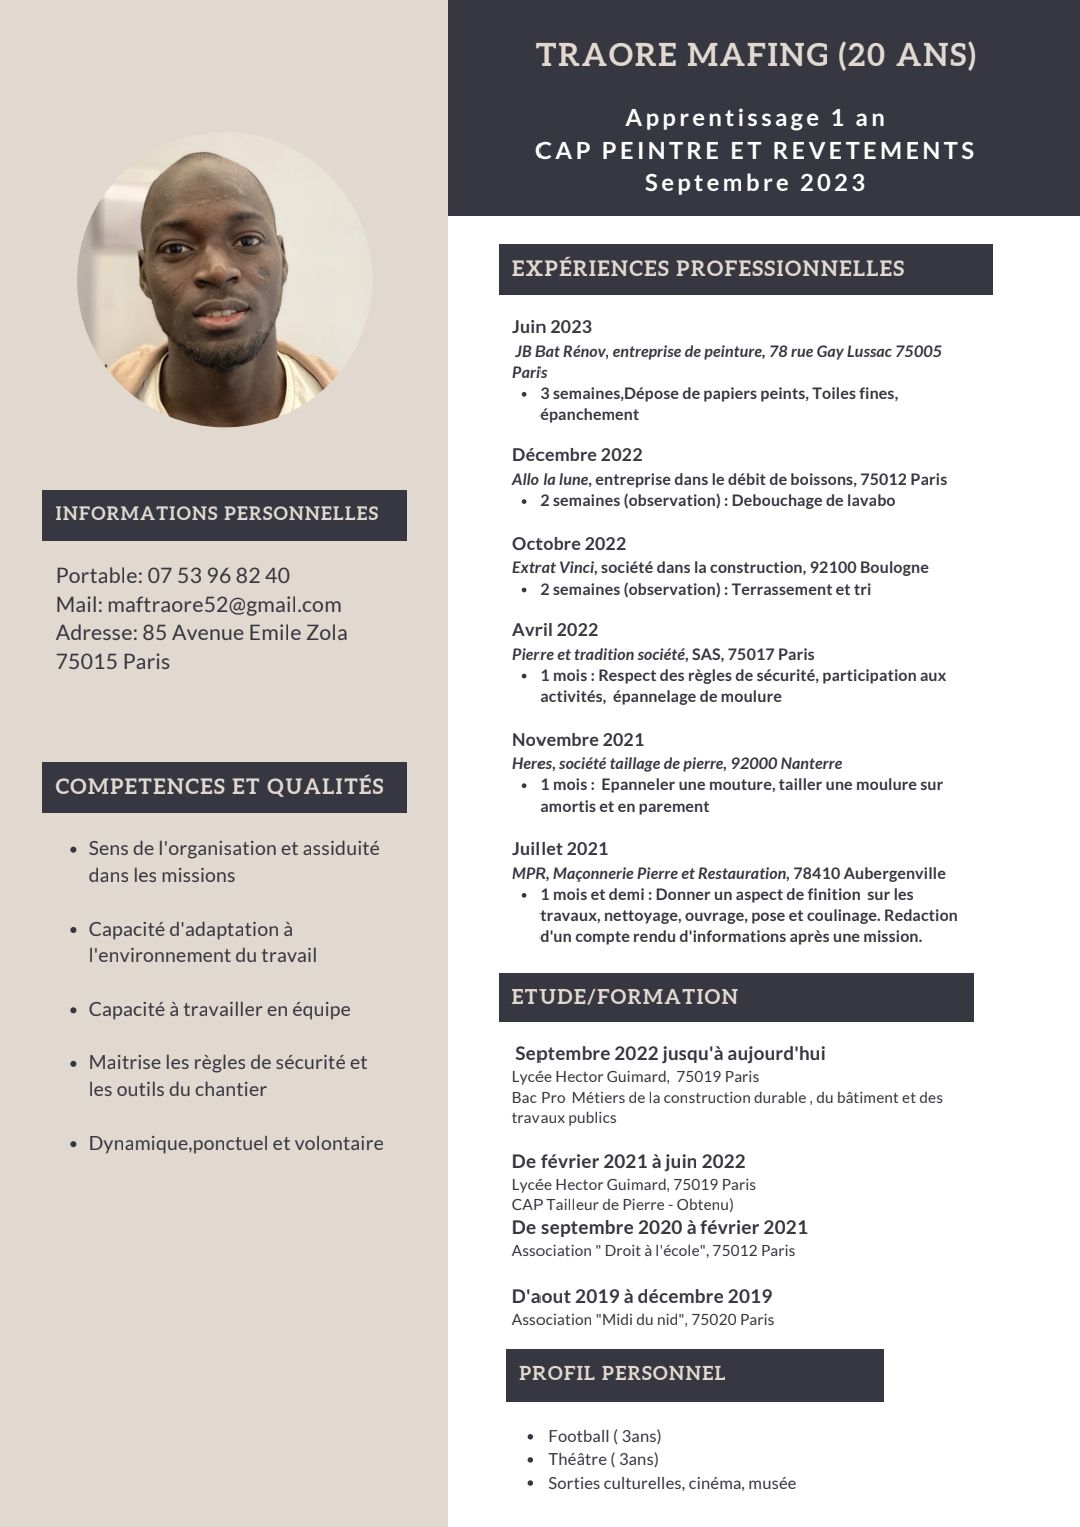 TRAORE MAFING (20 ANS)
Apprentissage 1 an
CAP PEINTRE ET REVETEMENTS
Septembre 2023
INFORMATIONS PERSONNELLES
Portable: 07 53 96 82 40
Mail: maftraore52@gmail.com
Adresse: 85 Avenue Emile Zola
75015 Paris
COMPETENCES ET QUALITÉS
• Sens de l'organisation et assiduité
dans les missions
• Capacité d'adaptation à
l'environnement du travail
• Capacité à travailler en équipe
• Maitrise les règles de sécurité et
les outils du chantier
• Dynamique,ponctuel et volontaire
EXPÉRIENCES PROFESSIONNELLES
Juin 2023
JB Bat Rénov, entreprise de peinture, 78 rue Gay Lussac 75005
Paris
• 3 semaines,Dépose de papiers peints, Toiles fines,
épanchement
Décembre 2022
Allo la lune, entreprise dans le débit de boissons, 75012 Paris
• 2 semaines (observation) : Debouchage de lavabo
Octobre 2022
Extrat Vinci, société dans la construction, 92100 Boulogne
• 2 semaines (observation) : Terrassement et tri
Avril 2022
Pierre et tradition société, SAS, 75017 Paris
• 1 mois : Respect des règles de sécurité, participation aux
activités, épannelage de moulure
Novembre 2021
Heres, société taillage de pierre, 92000 Nanterre
• 1 mois : Epanneler une mouture, tailler une moulure sur
amortis et en parement
Juillet 2021
MPR, Maçonnerie Pierre et Restauration, 78410 Aubergenville
• 1 mois et demi : Donner un aspect de finition sur les
travaux, nettoyage, ouvrage, pose et coulinage. Redaction
d'un compte rendu d'informations après une mission.
ETUDE/FORMATION
Septembre 2022 jusqu'à aujourd'hui
Lycée Hector Guimard, 75019 Paris
Bac Pro Métiers de la construction durable , du bâtiment et des
travaux publics
De février 2021 à juin 2022
Lycée Hector Guimard, 75019 Paris
CAP Tailleur de Pierre - Obtenu)
De septembre 2020 à février 2021
Association " Droit à l'école", 75012 Paris
D'aout 2019 à décembre 2019
Association "Midi du nid", 75020 Paris
PROFIL PERSONNEL
• Football ( 3ans)
• Théâtre ( 3ans)
• Sorties culturelles, cinéma, musée